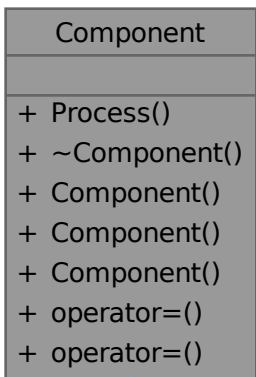 Component
+ Process()
+ ~Component()
+ Component()
+ Component()
+ Component()
+ operator=()
+ operator=()